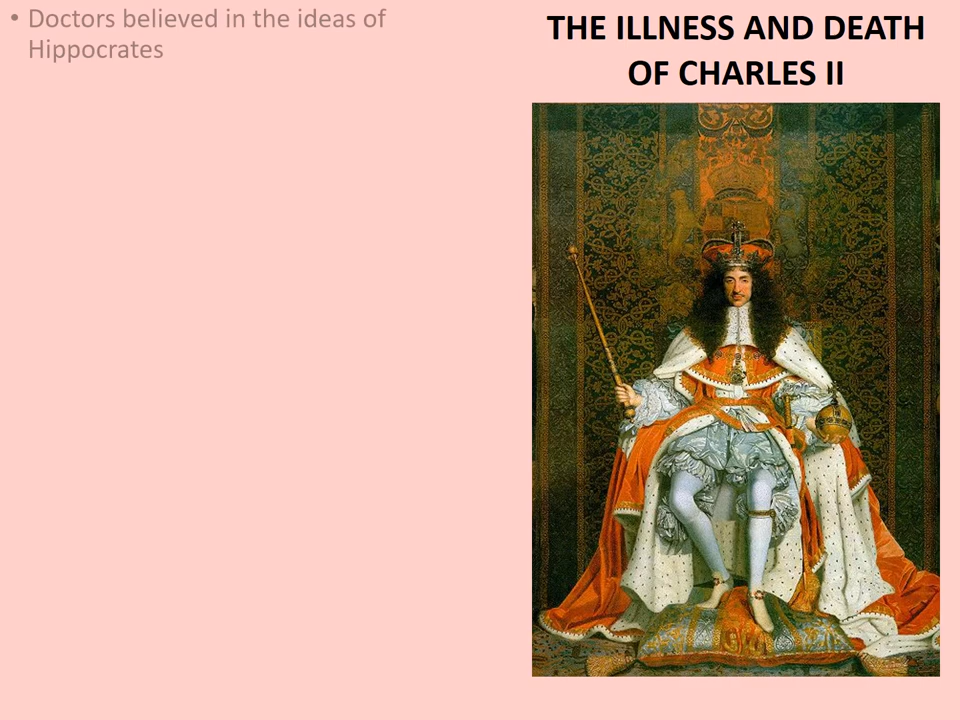 • Doctors believed in the ideas of
Hippocrates
THE ILLNESS AND DEATH
OF CHARLES II